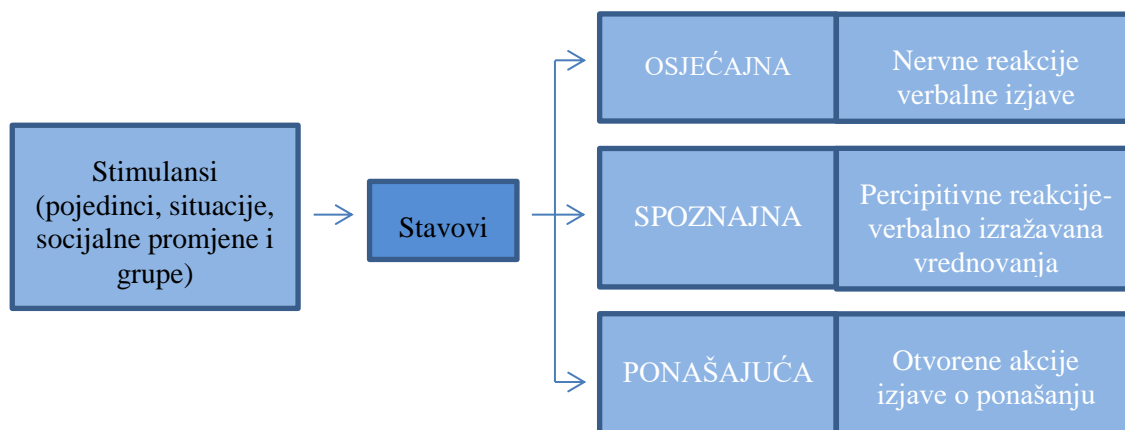 Stimulansi
(pojedinci, situacije,
socijalne promjene i
grupe)
Stavovi
OSJEĆAJNA
Nervne reakcije
verbalne izjave
SPOZNAJNA
Percipitivne reakcije-
verbalno izražavana
vrednovanja
PONAŠAJUĆA
Otvorene akcije
izjave o ponašanju